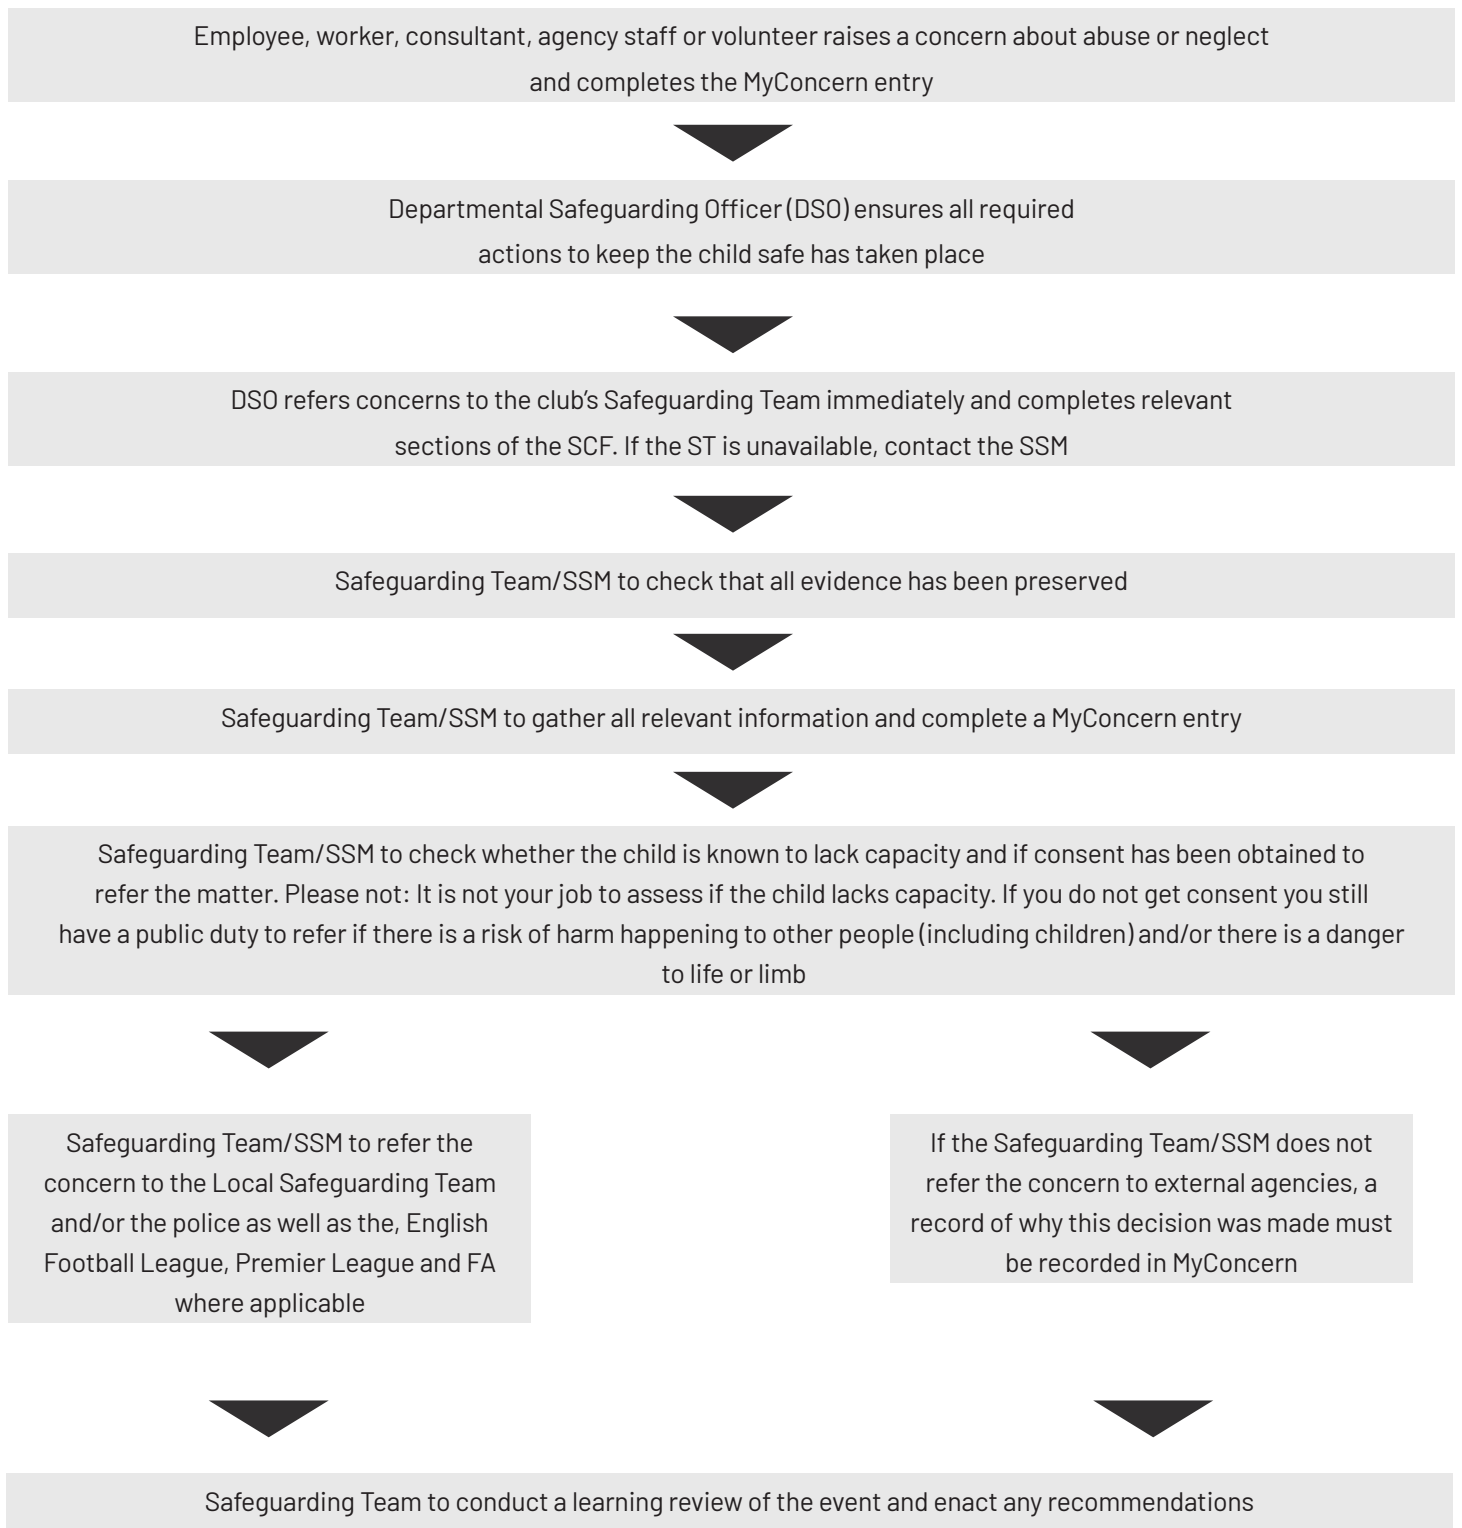 Employee, worker, consultant, agency staff or volunteer raises a concern about abuse or neglect
and completes the MyConcern entry
Departmental Safeguarding Officer (DSO) ensures all required
actions to keep the child safe has taken place
DSO refers concerns to the club's Safeguarding Team immediately and completes relevant
sections of the SCF. If the ST is unavailable, contact the SSM
Safeguarding Team/SSM to check that all evidence has been preserved
Safeguarding Team/SSM to gather all relevant information and complete a MyConcern entry
Safeguarding Team/SSM to check whether the child is known to lack capacity and if consent has been obtained to
refer the matter. Please not: It is not your job to assess if the child lacks capacity. If you do not get consent you still
have a public duty to refer if there is a risk of harm happening to other people (including children) and/or there is a danger
to life or limb
Safeguarding Team/SSM to refer the
concern to the Local Safeguarding Team
and/or the police as well as the, English
Football League, Premier League and FA
where applicable
If the Safeguarding Team/SSM does not
refer the concern to external agencies, a
record of why this decision was made must
be recorded in MyConcern
Safeguarding Team to conduct a learning review of the event and enact any recommendations